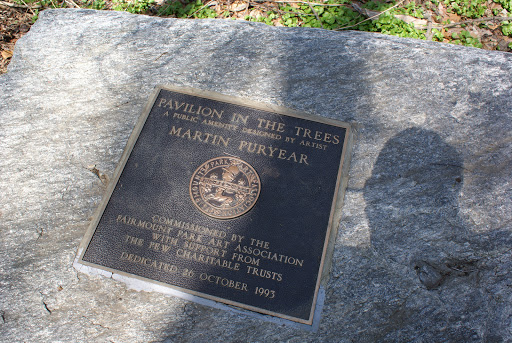 PAVILION IN THE TREES
A PUBLIC AMENITY DESIGNED BY ARTIST
MARTIN PURYEAR
COMMISSIONED BY THE
FAIRMOUNT PARK ART ASSOCIATION
WITH SUPPORT FROM
THE PEW CHARITABLE TRUSTS
DEDICATED 26 OCTOBER 1993